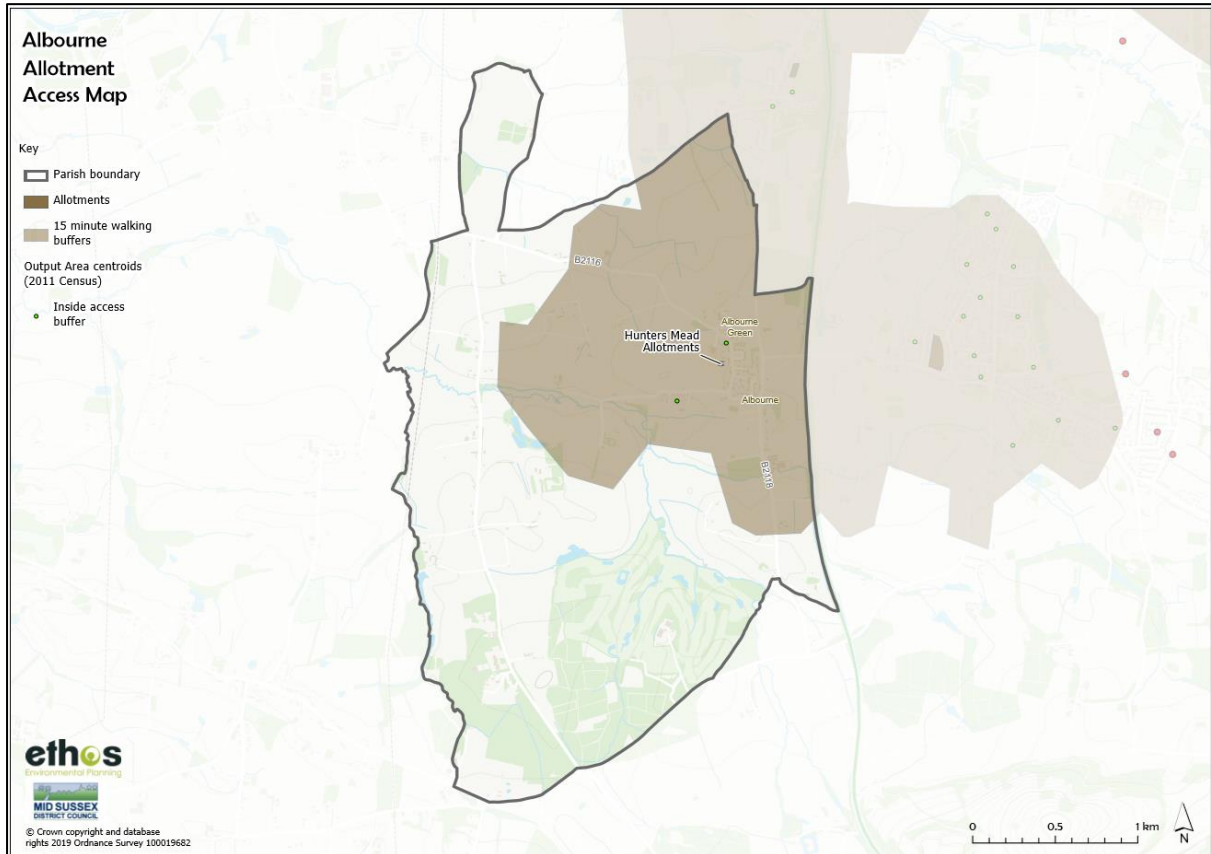 Albourne
Allotment
Access Map
Key
Parish boundary
Allotments
15 minute walking
buffers
Output Area centroids
(2011 Census)
Inside access
buffer
B2116
Albourne
Green
Hunters Mead
Allotments
Albourne
B2118
ethos
Environmental Planning
MID SUSSEX
DISTRICT COUNCIL
© Crown copyright and database
rights 2019 Ordnance Survey 100019682
0 0.5 1 km
N